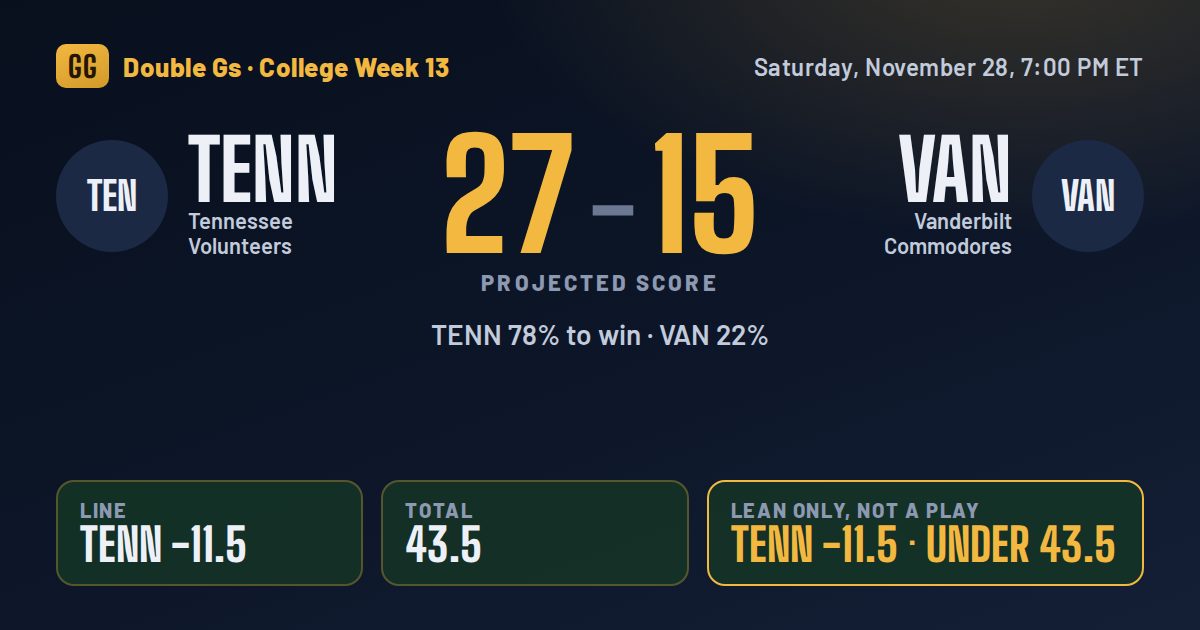 GG Double Gs · College Week 13
Saturday, November 28, 7:00 PM ET
TEN
TENN
Tennessee
Volunteers
27 – 15
PROJECTED SCORE
TENN 78% to win · VAN 22%
VAN
Vanderbilt
Commodores
VAN
LINE
TENN −11.5
TOTAL
43.5
LEAN ONLY, NOT A PLAY
TENN −11.5 · UNDER 43.5